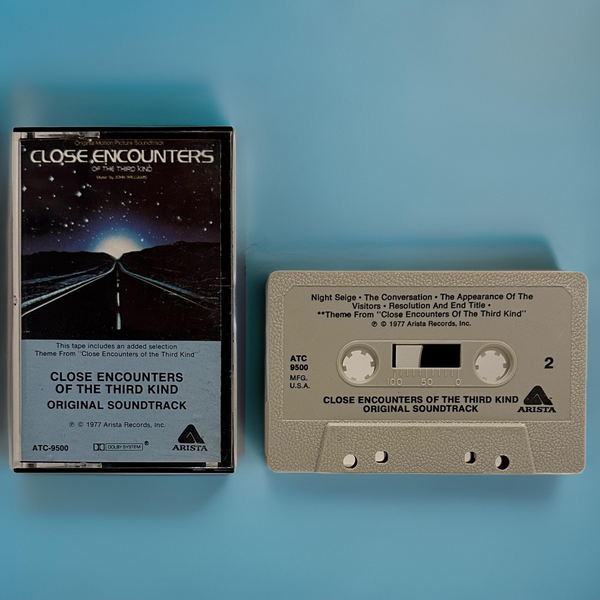 Original Motion Picture Soundtrack
CLOSE ENCOUNTERS
OF THE THIRD KIND
Music by JOHN WILLIAMS
This tape includes an added selection
Theme From "Close Encounters of the Third Kind"
CLOSE ENCOUNTERS
OF THE THIRD KIND
ORIGINAL SOUNDTRACK
℗ © 1977 Arista Records, Inc.
ATC-9500
DOLBY SYSTEM ®
ARISTA
Night Seige • The Conversation • The Appearance Of The
Visitors • Resolution And End Title •
**Theme From "Close Encounters Of The Third Kind"
℗ © 1977 Arista Records, Inc.
ATC
9500
MFG.
U.S.A.
100 50 0
2
CLOSE ENCOUNTERS OF THE THIRD KIND
ORIGINAL SOUNDTRACK
ARISTA